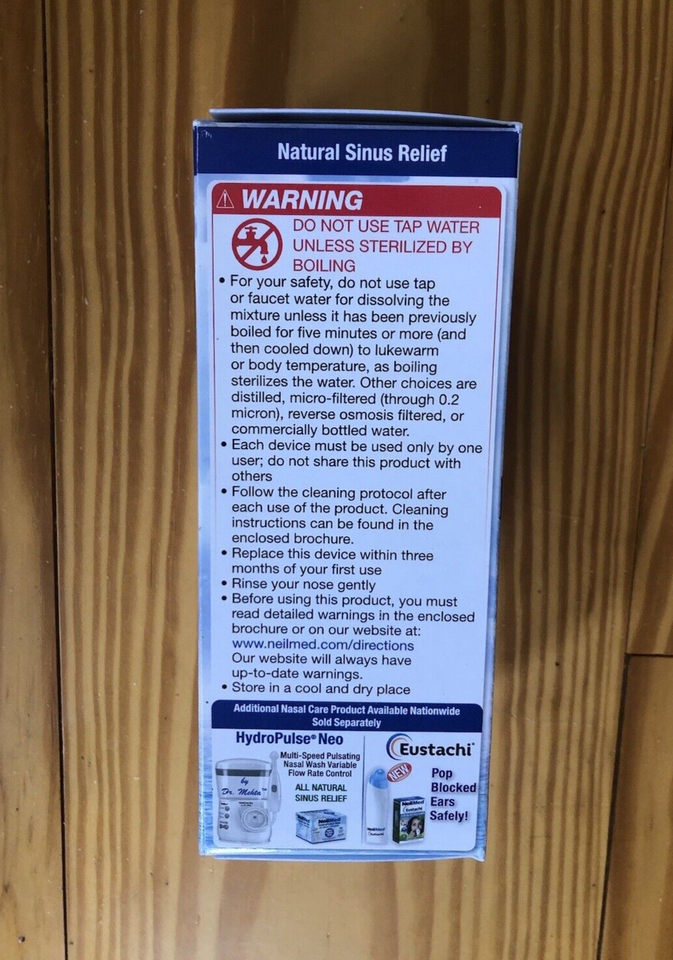 Natural Sinus Relief
WARNING
DO NOT USE TAP WATER
UNLESS STERILIZED BY
BOILING
• For your safety, do not use tap
or faucet water for dissolving the
mixture unless it has been previously
boiled for five minutes or more (and
then cooled down) to lukewarm
or body temperature, as boiling
sterilizes the water. Other choices are
distilled, micro-filtered (through 0.2
micron), reverse osmosis filtered, or
commercially bottled water.
• Each device must be used only by one
user; do not share this product with
others
• Follow the cleaning protocol after
each use of the product. Cleaning
instructions can be found in the
enclosed brochure.
• Replace this device within three
months of your first use
• Rinse your nose gently
• Before using this product, you must
read detailed warnings in the enclosed
brochure or on our website at:
www.neilmed.com/directions
Our website will always have
up-to-date warnings.
• Store in a cool and dry place
Additional Nasal Care Product Available Nationwide
Sold Separately
HydroPulse® Neo
Multi-Speed Pulsating
Nasal Wash Variable
Flow Rate Control
ALL NATURAL
SINUS RELIEF
by
Dr. Mehta
NeilMed
Eustachi®
NEW
Pop
Blocked
Ears
Safely!
NeilMed
Eustachi
NeilMed
Eustachi